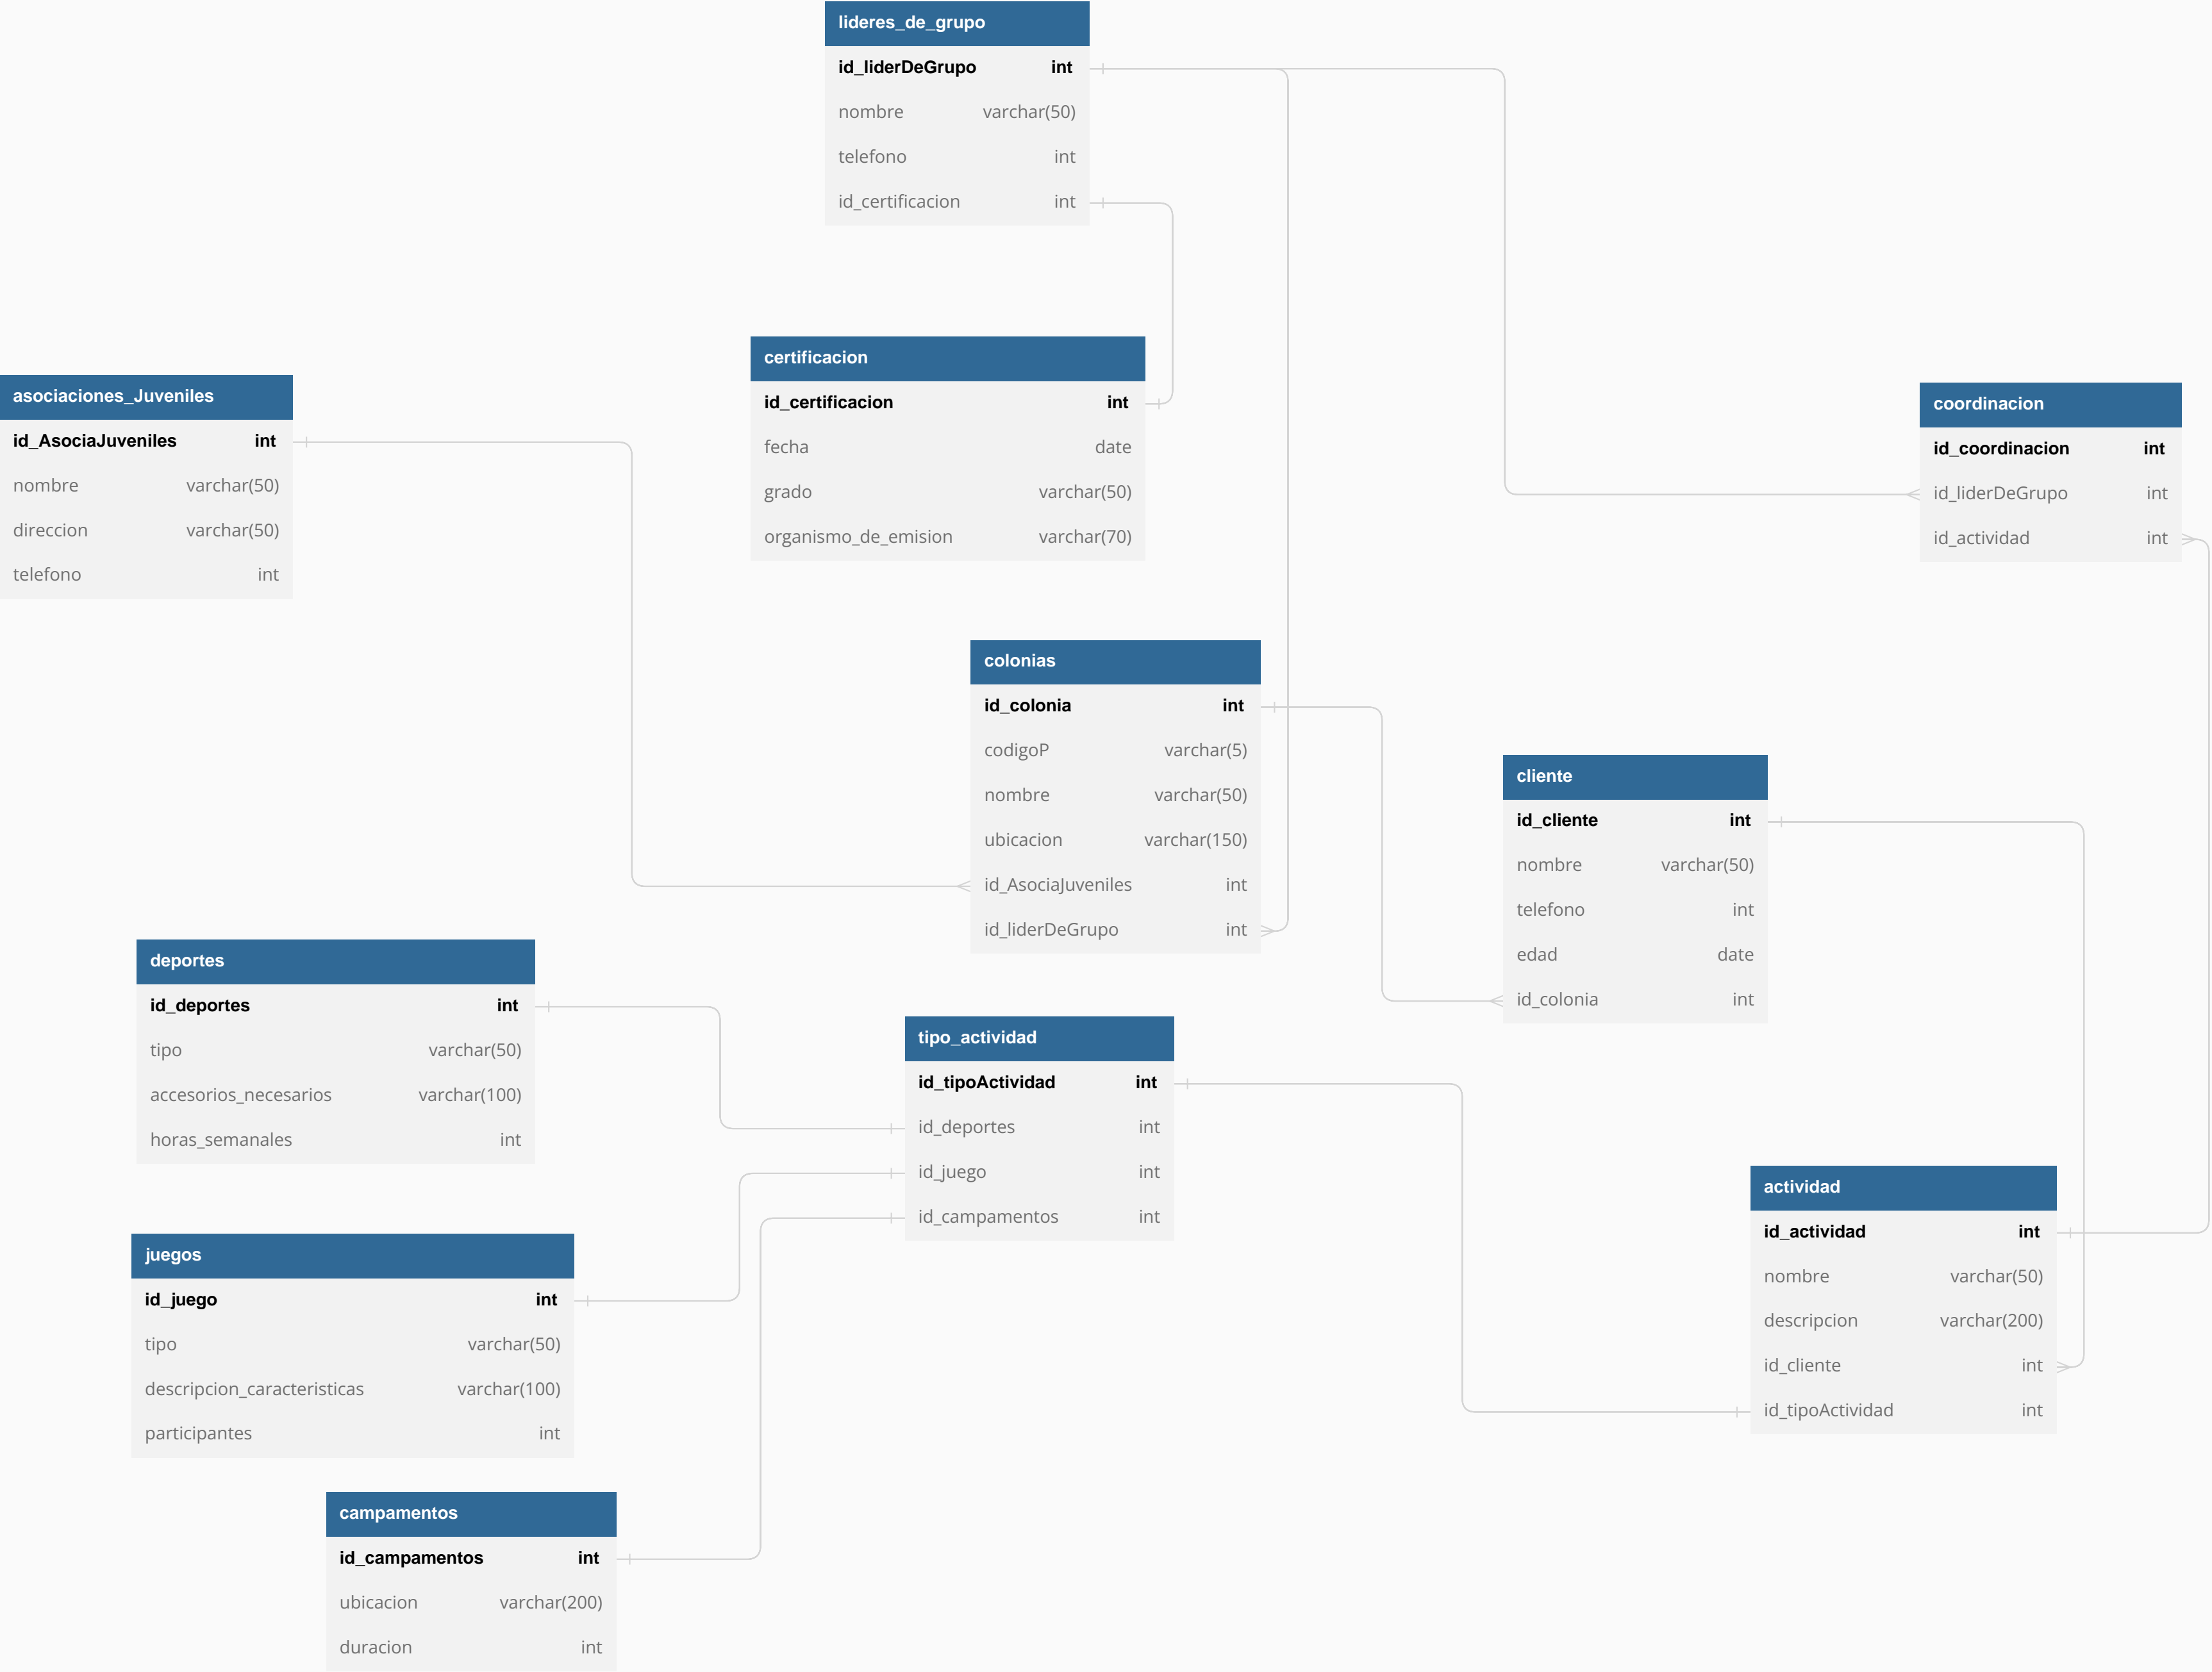 lideres_de_grupo
id_liderDeGrupo int
nombre varchar(50)
telefono int
id_certificacion int
certificacion
id_certificacion int
fecha date
grado varchar(50)
organismo_de_emision varchar(70)
asociaciones_Juveniles
id_AsociaJuveniles int
nombre varchar(50)
direccion varchar(50)
telefono int
coordinacion
id_coordinacion int
id_liderDeGrupo int
id_actividad int
colonias
id_colonia int
codigoP varchar(5)
nombre varchar(50)
ubicacion varchar(150)
id_AsociaJuveniles int
id_liderDeGrupo int
cliente
id_cliente int
nombre varchar(50)
telefono int
edad date
id_colonia int
deportes
id_deportes int
tipo varchar(50)
accesorios_necesarios varchar(100)
horas_semanales int
tipo_actividad
id_tipoActividad int
id_deportes int
id_juego int
id_campamentos int
actividad
id_actividad int
nombre varchar(50)
descripcion varchar(200)
id_cliente int
id_tipoActividad int
juegos
id_juego int
tipo varchar(50)
descripcion_caracteristicas varchar(100)
participantes int
campamentos
id_campamentos int
ubicacion varchar(200)
duracion int